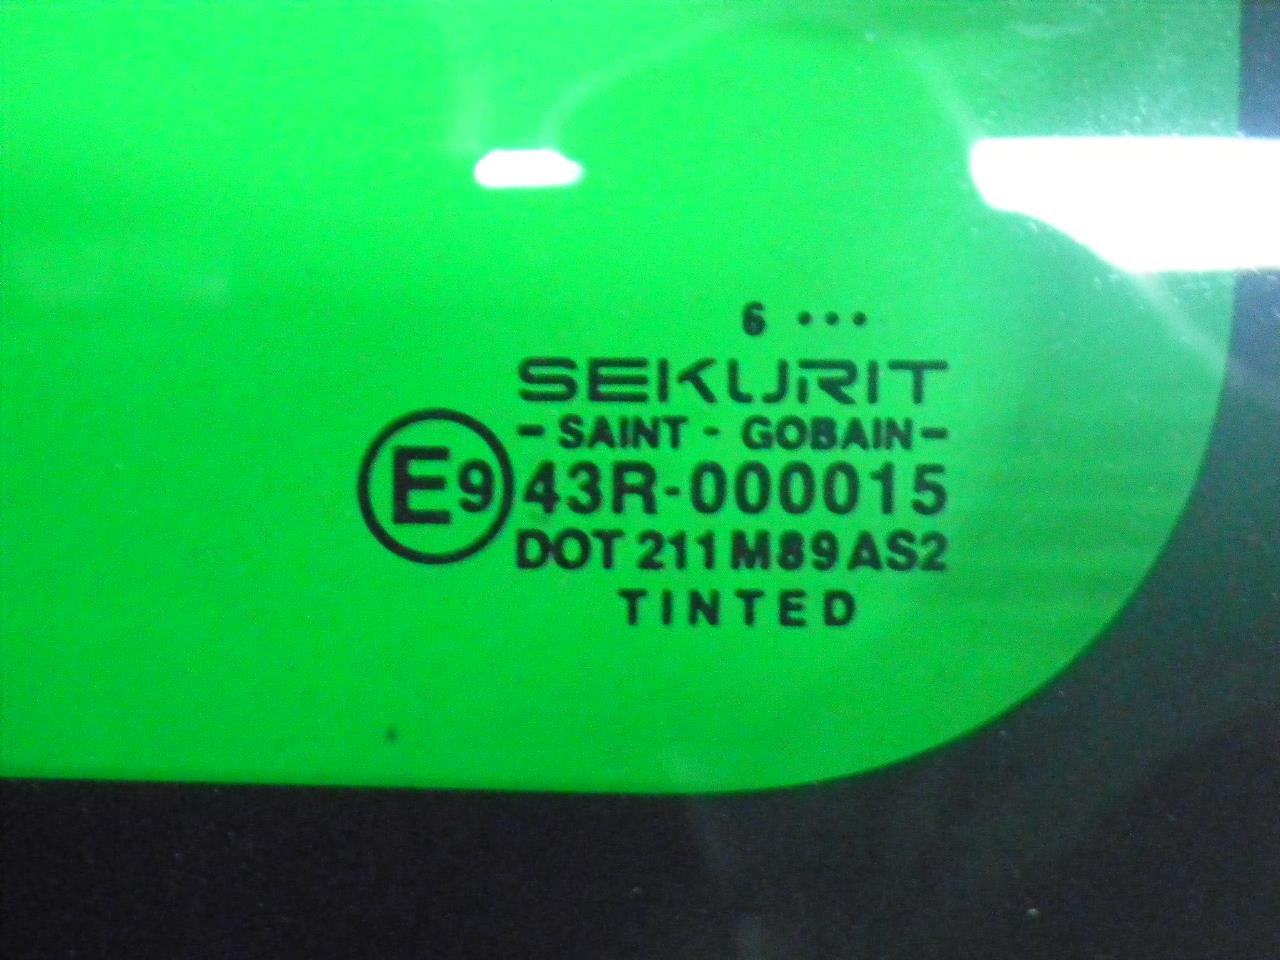 6 •••
SEKURIT
- SAINT - GOBAIN -
E9 43R-000015
DOT 211 M89 AS2
TINTED